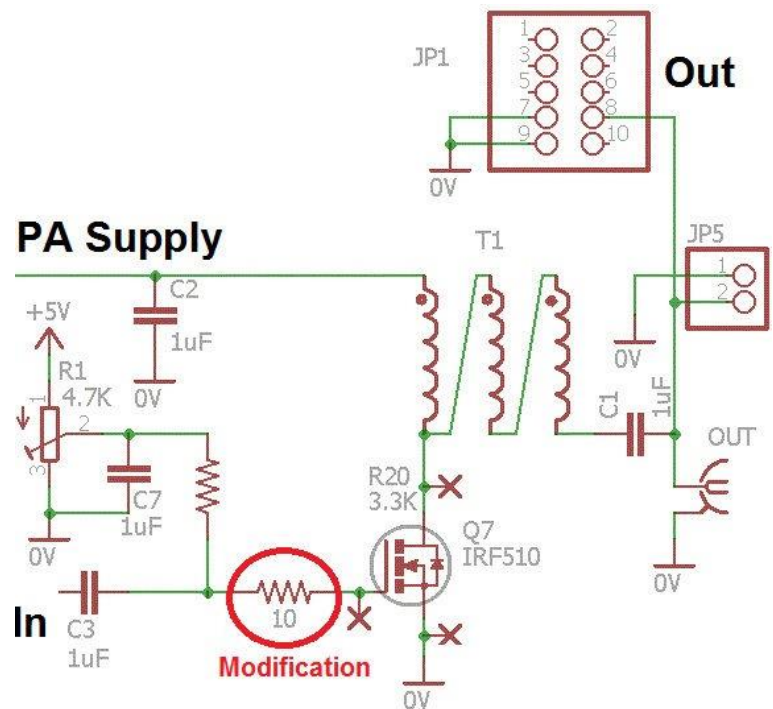 JP1
1 2
3 4
5 6
7 8
9 10
Out
0V
PA Supply
T1
JP5
1
2
C2
1uF
+5V
R1
4.7K
1
2
3
0V
0V
C1
1uF
OUT
C7
1uF
R20
3.3K
Q7
IRF510
0V
0V
In
C3
1uF
10
Modification
0V